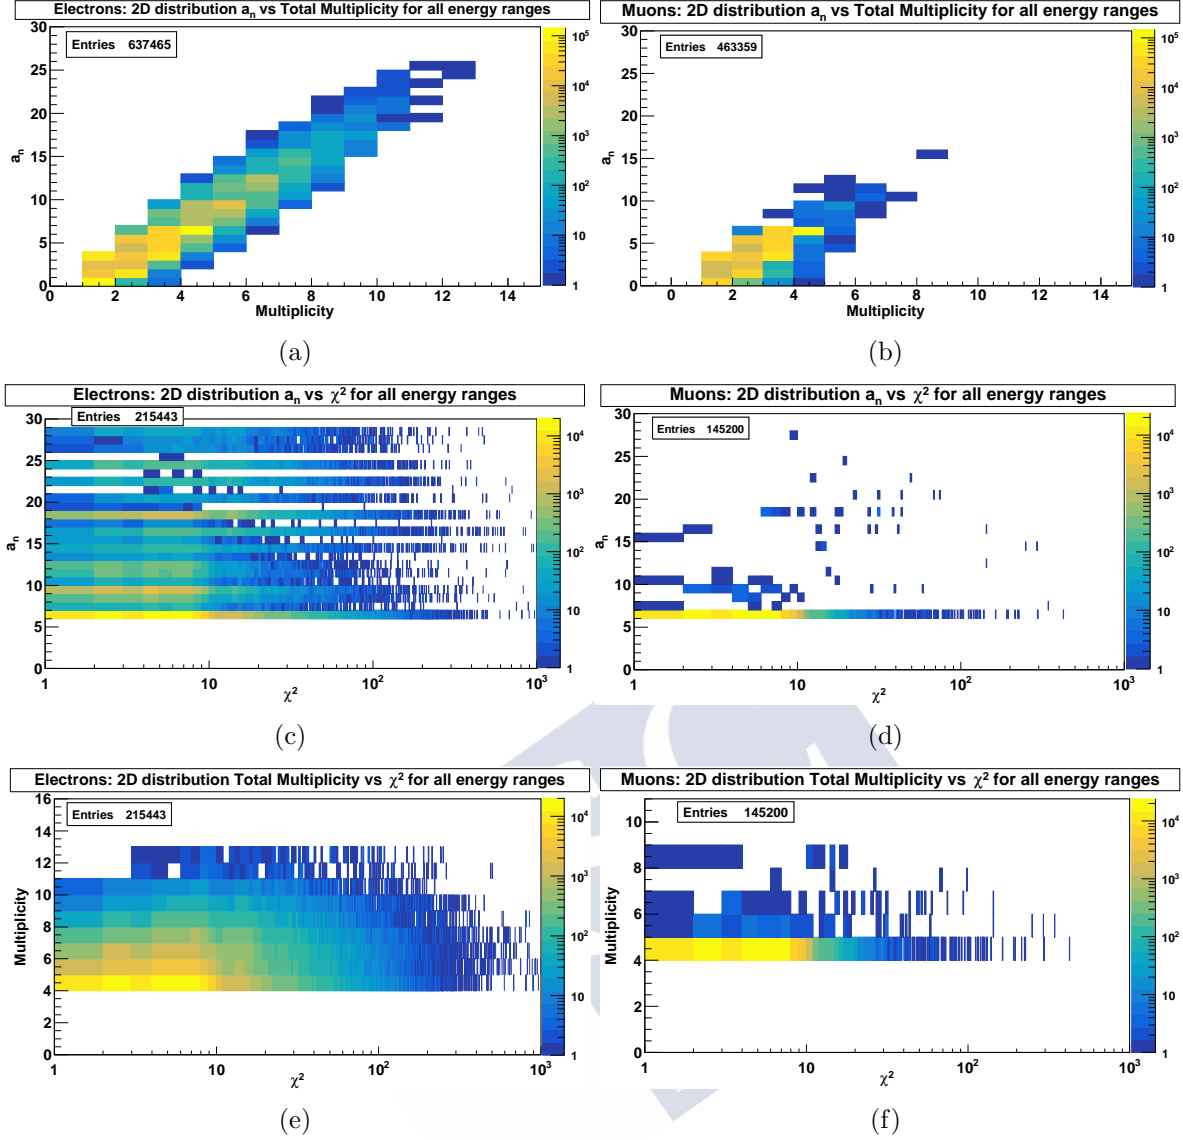 Electrons: 2D distribution aₙ vs Total Multiplicity for all energy ranges
Entries 637465
aₙ
30
25
20
15
10
5
0
0 2 4 6 8 10 12 14
Multiplicity
10⁵
10⁴
10³
10²
10
1
(a)
Muons: 2D distribution aₙ vs Total Multiplicity for all energy ranges
Entries 463359
aₙ
30
25
20
15
10
5
0
0 2 4 6 8 10 12 14
Multiplicity
10⁵
10⁴
10³
10²
10
1
(b)
Electrons: 2D distribution aₙ vs χ² for all energy ranges
Entries 215443
aₙ
30
25
20
15
10
5
0
1 10 10² 10³
χ²
10⁴
10³
10²
10
1
(c)
Muons: 2D distribution aₙ vs χ² for all energy ranges
Entries 145200
aₙ
30
25
20
15
10
5
0
1 10 10² 10³
χ²
10⁴
10³
10²
10
1
(d)
Electrons: 2D distribution Total Multiplicity vs χ² for all energy ranges
Entries 215443
Multiplicity
16
14
12
10
8
6
4
2
0
1 10 10² 10³
χ²
10⁴
10³
10²
10
1
(e)
Muons: 2D distribution Total Multiplicity vs χ² for all energy ranges
Entries 145200
Multiplicity
10
8
6
4
2
0
1 10 10² 10³
χ²
10⁴
10³
10²
10
1
(f)